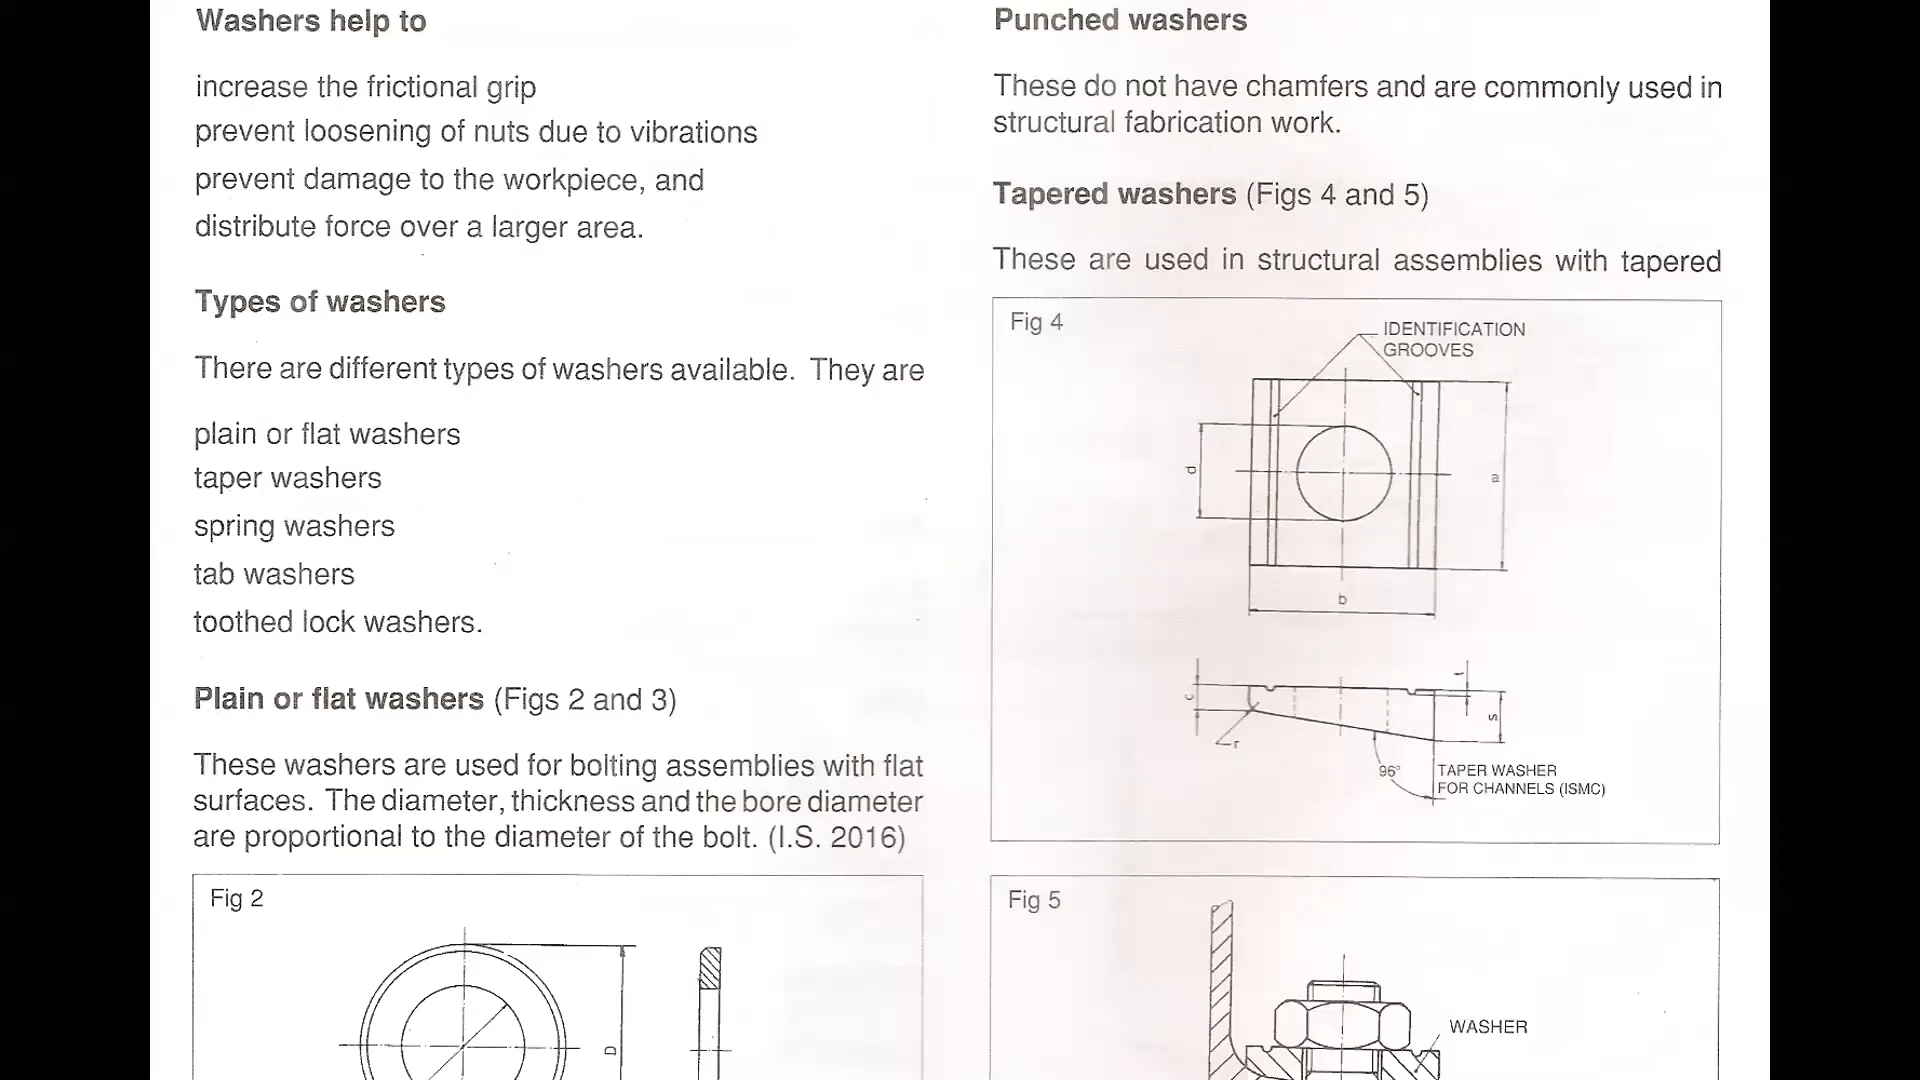 Washers help to
increase the frictional grip
prevent loosening of nuts due to vibrations
prevent damage to the workpiece, and
distribute force over a larger area.
Types of washers
There are different types of washers available. They are
plain or flat washers
taper washers
spring washers
tab washers
toothed lock washers.
Plain or flat washers (Figs 2 and 3)
These washers are used for bolting assemblies with flat
surfaces. The diameter, thickness and the bore diameter
are proportional to the diameter of the bolt. (I.S. 2016)
Fig 2
D
Punched washers
These do not have chamfers and are commonly used in
structural fabrication work.
Tapered washers (Figs 4 and 5)
These are used in structural assemblies with tapered
Fig 4
IDENTIFICATION
GROOVES
d
a
b
t
c
s
r
96°
TAPER WASHER
FOR CHANNELS (ISMC)
Fig 5
WASHER